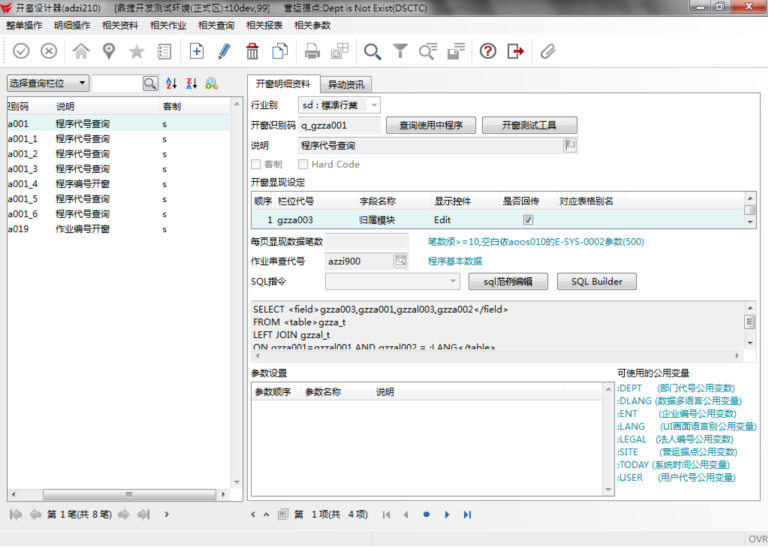 开窗设计器(adzi210) [鼎捷开发测试环境(正式区):t10dev,99] 营运据点:Dept is Not Exist(DSCTC)
整单操作 明细操作 相关资料 相关作业 相关查询 相关报表 相关参数
选择查询栏位
识别码 说明 客制
a001 程序代号查询 s
a001_1 程序代号查询 s
a001_2 程序代号查询 s
a001_3 程序代号查询 s
a001_4 程序编号开窗 s
a001_5 程序代号查询 s
a001_6 程序代号查询 s
a019 作业编号开窗 s
第 1笔(共 8笔)
开窗明细资料 异动资讯
行业别 sd：標準行業
开窗识别码 q_gzza001 查询使用中程序 开窗测试工具
说明 程序代号查询
客制 Hard Code
开窗显现设定
顺序 栏位代号 字段名称 显示控件 是否回传 对应表格别名
1 gzza003 归属模块 Edit
每页显现数据笔数 笔数须>=10,空白依aoos010的E-SYS-0002参数(500)
作业串查代号 azzi900 程序基本数据
SQL指令 sql范例编辑 SQL Builder
SELECT <field>gzza003,gzza001,gzzal003,gzza002</field>
FROM <table>gzza_t
LEFT JOIN gzzal_t
ON gzza001=gzzal001 AND gzzal002 = :LANG</table>
参数设置
参数顺序 参数名称 说明
可使用的公用变量
:DEPT (部门代号公用变数)
:DLANG (数据多语言公用变量)
:ENT (企业编号公用变数)
:LANG (UI画面语言别公用变量)
:LEGAL (法人编号公用变数)
:SITE (营运据点公用变数)
:TODAY (系统时间公用变量)
:USER (用户代号公用变量)
第 1项(共 4项)
OVR